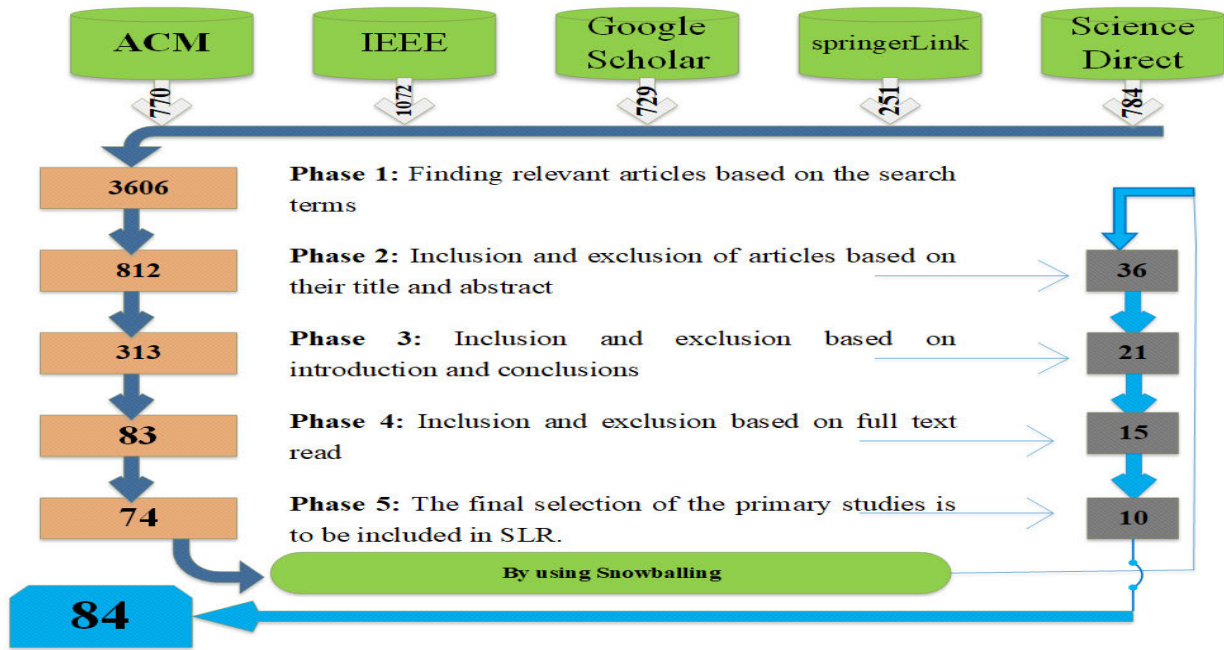 ACM
IEEE
Google
Scholar
springerLink
Science
Direct
770
1072
729
251
784
3606
Phase 1: Finding relevant articles based on the search
terms
812
Phase 2: Inclusion and exclusion of articles based on
their title and abstract
36
313
Phase 3: Inclusion and exclusion based on
introduction and conclusions
21
83
Phase 4: Inclusion and exclusion based on full text
read
15
74
Phase 5: The final selection of the primary studies is
to be included in SLR.
10
By using Snowballing
84